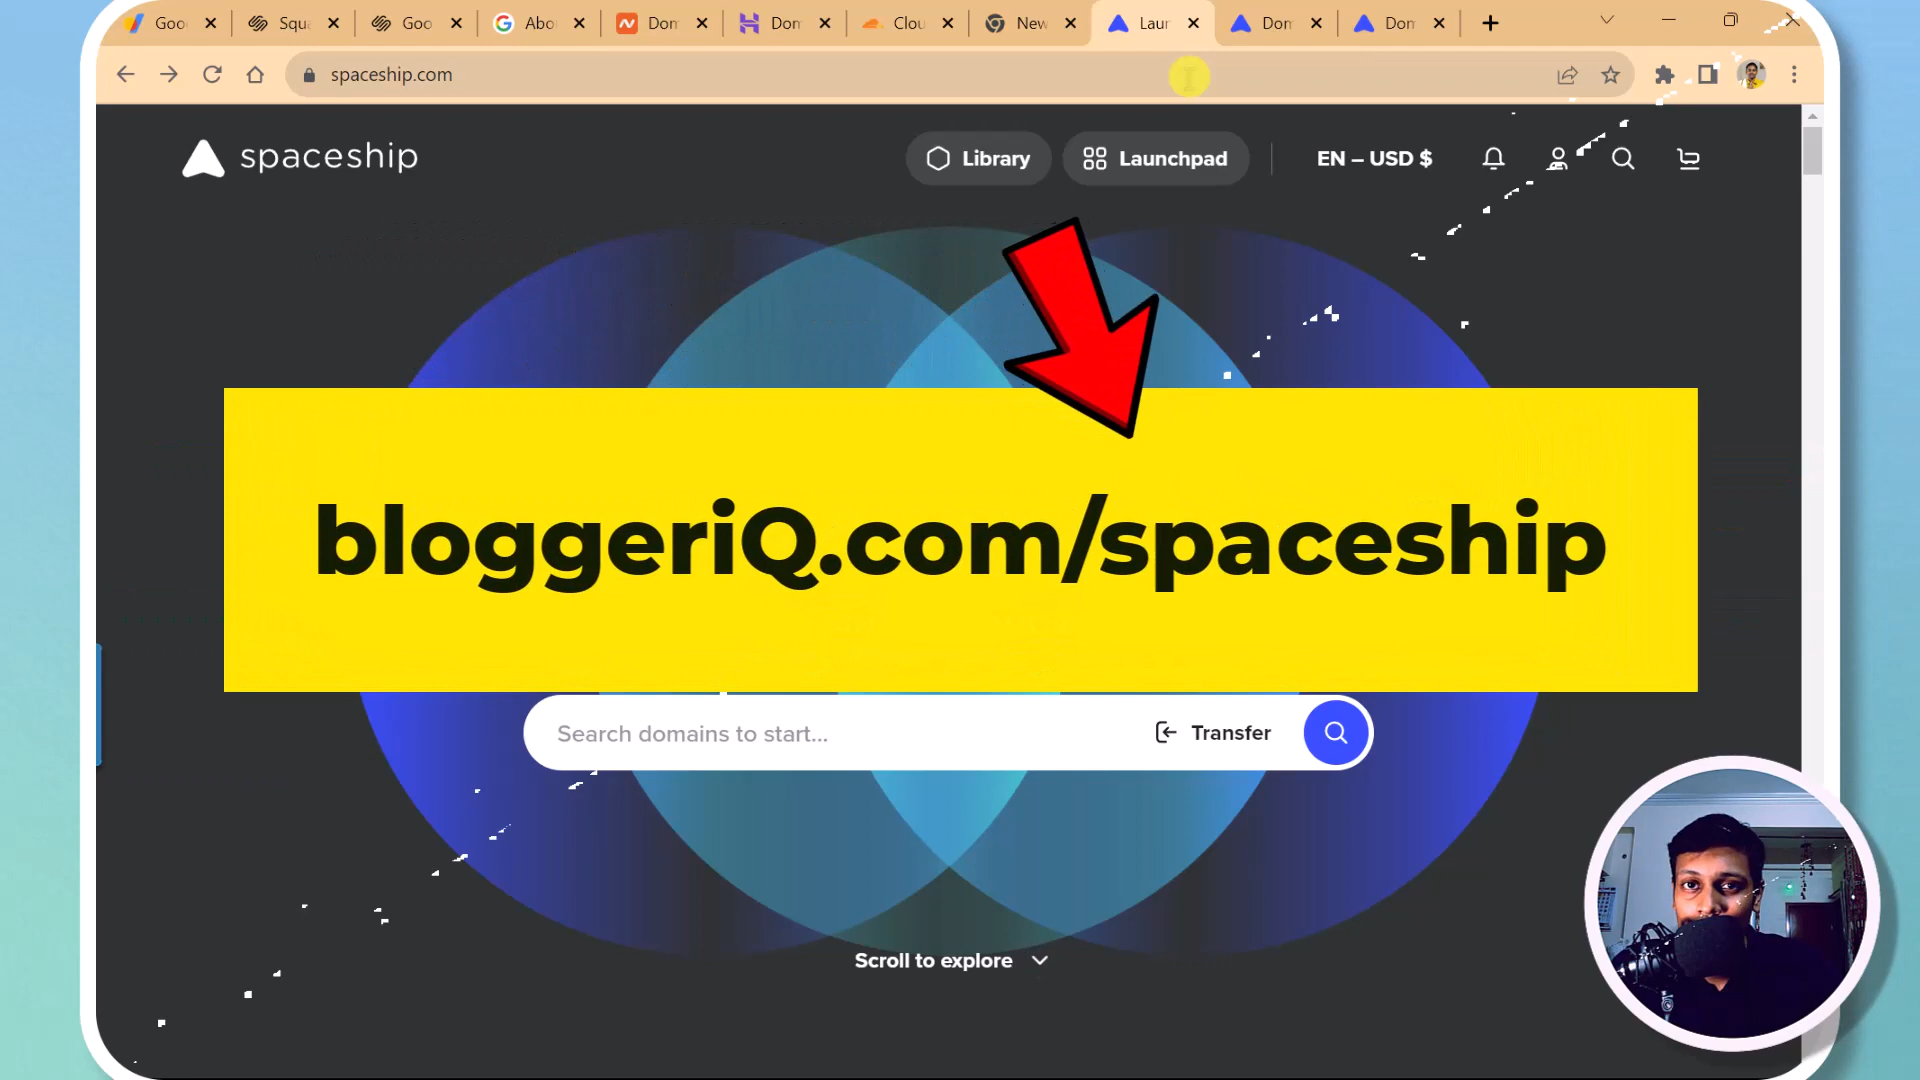 Goo
Squa
Goo
Abo
Dom
Dom
Clou
New
Laun
Dom
Dom
spaceship.com
spaceship
Library
Launchpad
EN – USD $
bloggeriQ.com/spaceship
Search domains to start...
Transfer
Scroll to explore